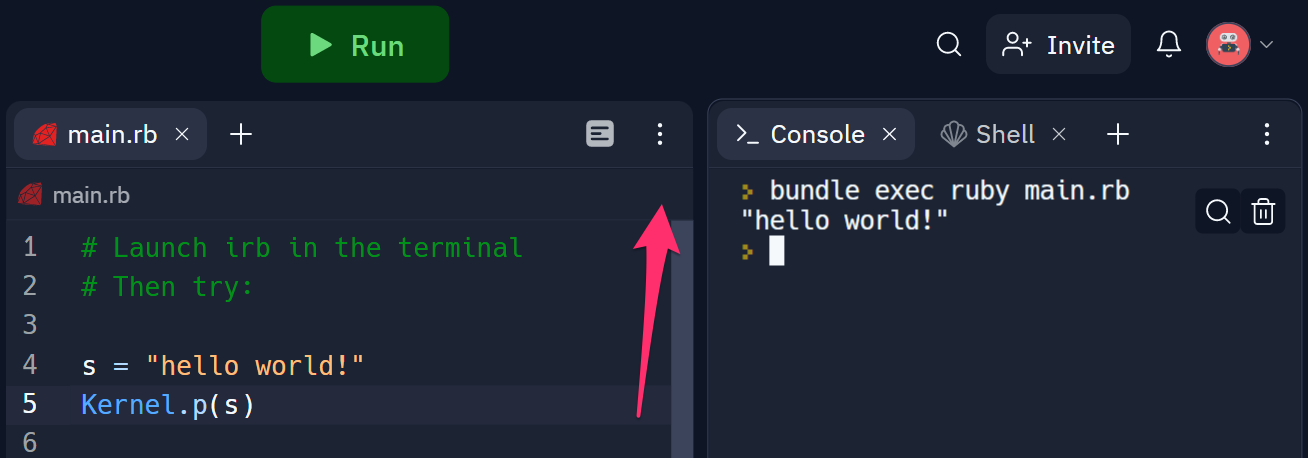 Run
Invite
main.rb
Console
Shell
main.rb
1 # Launch irb in the terminal
2 # Then try:
3
4 s = "hello world!"
5 Kernel.p(s)
6
> bundle exec ruby main.rb
"hello world!"
>